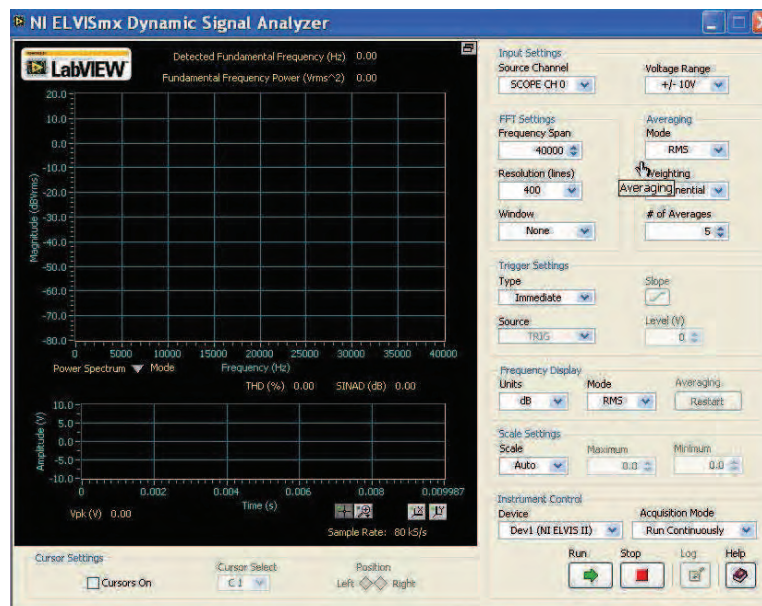 NI ELVISmx Dynamic Signal Analyzer
LabVIEW
Detected Fundamental Frequency (Hz) 0.00
Fundamental Frequency Power (Vrms^2) 0.00
20.0
10.0
0.0
-10.0
-20.0
-30.0
-40.0
-50.0
-60.0
-70.0
-80.0
Magnitude (dBVrms)
0 5000 10000 15000 20000 25000 30000 35000 40000
Power Spectrum Mode Frequency (Hz)
THD (%) 0.00 SINAD (dB) 0.00
10.0
5.0
0.0
-5.0
-10.0
Amplitude (V)
0 0.002 0.004 0.006 0.008 0.009987
Time (s)
Vpk (V) 0.00
Sample Rate: 80 kS/s
Cursor Settings
Cursors On
Cursor Select
C1
Position
Left Right
Input Settings
Source Channel Voltage Range
SCOPE CH 0 +/- 10V
FFT Settings Averaging
Frequency Span Mode
40000 RMS
Resolution (lines) Weighting
400 Averaging nential
Window # of Averages
None 5
Trigger Settings
Type Slope
Immediate
Source Level (V)
TRIG 0
Frequency Display
Units Mode Averaging
dB RMS Restart
Scale Settings
Scale Maximum Minimum
Auto 0.0 0.0
Instrument Control
Device Acquisition Mode
Dev1 (NI ELVIS II) Run Continuously
Run Stop Log Help